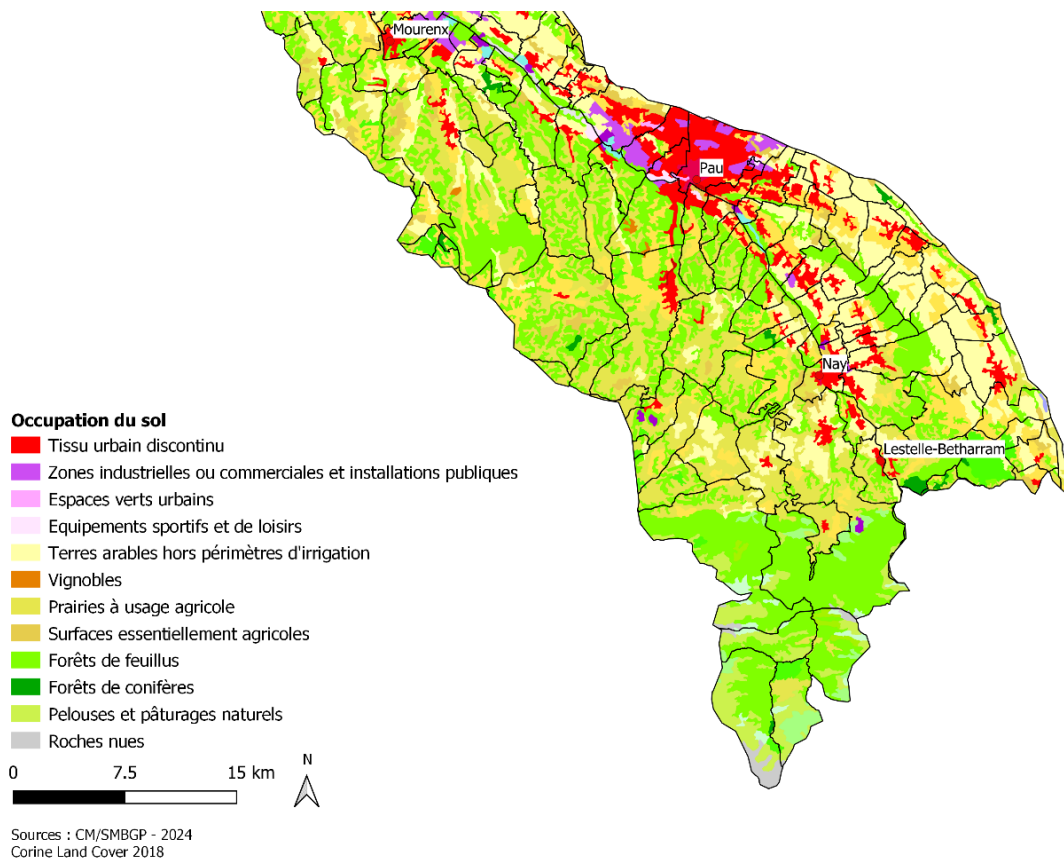 Mourenx
Pau
Nay
Lestelle-Betharram
Occupation du sol
Tissu urbain discontinu
Zones industrielles ou commerciales et installations publiques
Espaces verts urbains
Equipements sportifs et de loisirs
Terres arables hors périmètres d'irrigation
Vignobles
Prairies à usage agricole
Surfaces essentiellement agricoles
Forêts de feuillus
Forêts de conifères
Pelouses et pâturages naturels
Roches nues
0 7.5 15 km
N
Sources : CM/SMBGP - 2024
Corine Land Cover 2018